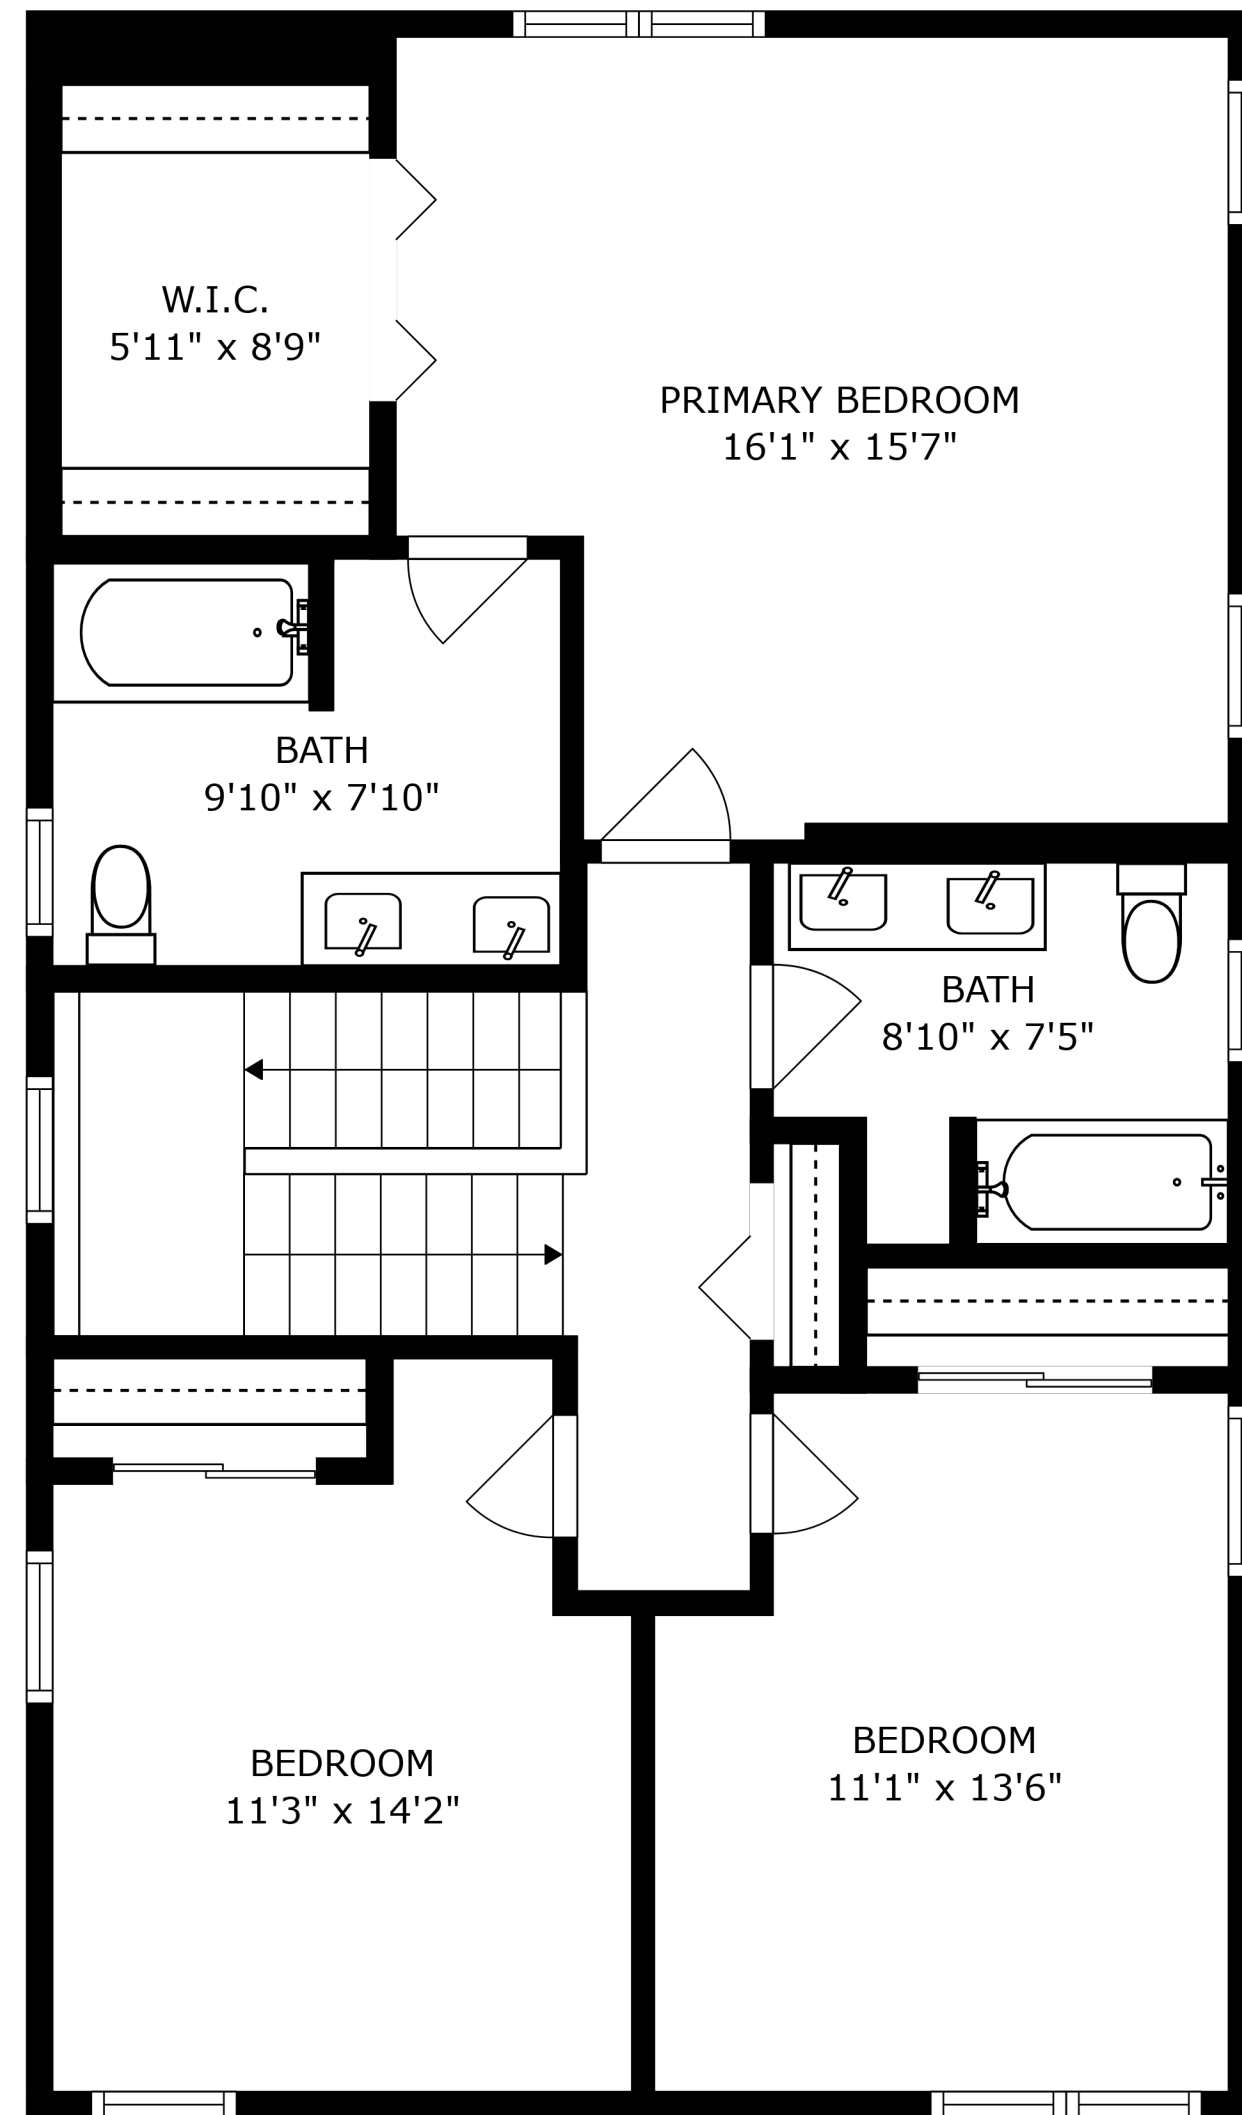 W.I.C.
5'11" x 8'9"
PRIMARY BEDROOM
16'1" x 15'7"
BATH
9'10" x 7'10"
BATH
8'10" x 7'5"
BEDROOM
11'3" x 14'2"
BEDROOM
11'1" x 13'6"